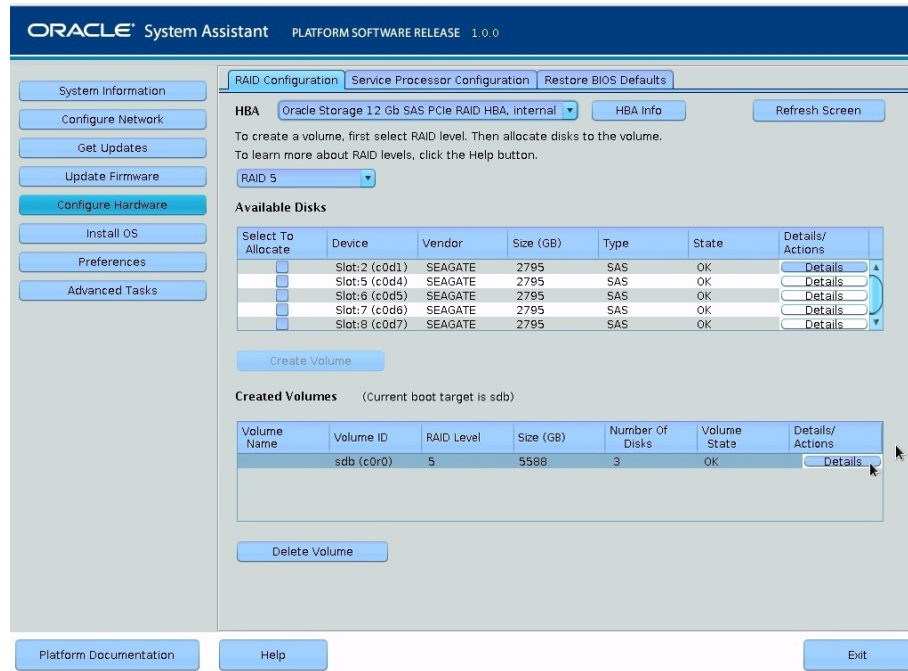 ORACLE® System Assistant PLATFORM SOFTWARE RELEASE 1.0.0
System Information
Configure Network
Get Updates
Update Firmware
Configure Hardware
Install OS
Preferences
Advanced Tasks
RAID Configuration Service Processor Configuration Restore BIOS Defaults
HBA Oracle Storage 12 Gb SAS PCIe RAID HBA, internal HBA Info Refresh Screen
To create a volume, first select RAID level. Then allocate disks to the volume.
To learn more about RAID levels, click the Help button.
RAID 5
Available Disks
Select To Allocate Device Vendor Size (GB) Type State Details/ Actions
Slot:2 (c0d1) SEAGATE 2795 SAS OK Details
Slot:5 (c0d4) SEAGATE 2795 SAS OK Details
Slot:6 (c0d5) SEAGATE 2795 SAS OK Details
Slot:7 (c0d6) SEAGATE 2795 SAS OK Details
Slot:8 (c0d7) SEAGATE 2795 SAS OK Details
Create Volume
Created Volumes (Current boot target is sdb)
Volume Name Volume ID RAID Level Size (GB) Number Of Disks Volume State Details/ Actions
sdb (c0r0) 5 5588 3 OK Details
Delete Volume
Platform Documentation Help Exit